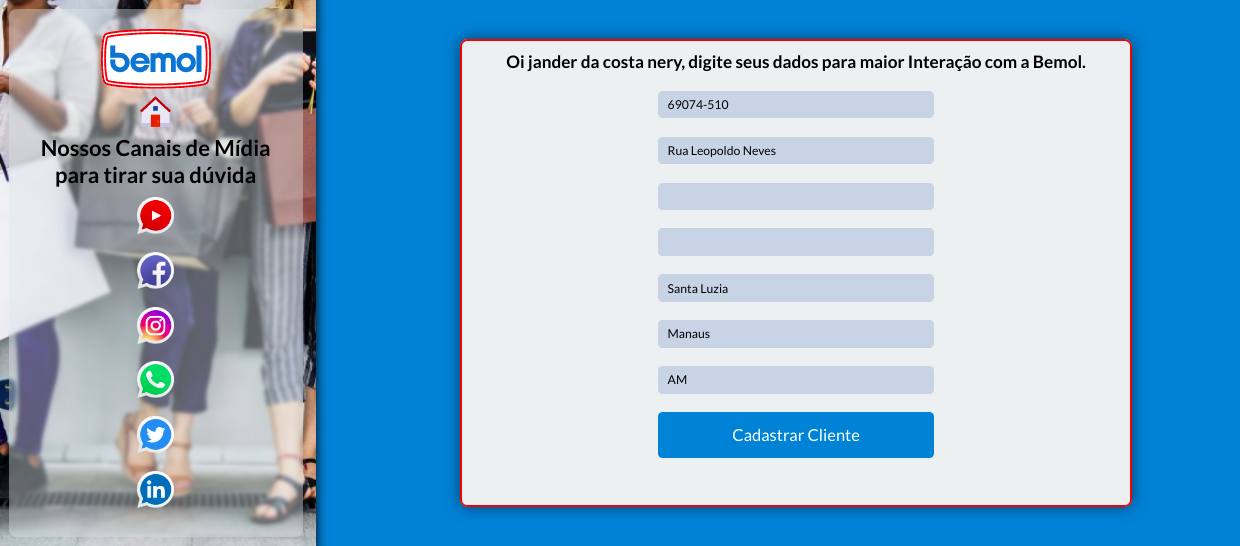 bemol
Nossos Canais de Mídia
para tirar sua dúvida
in
Oi jander da costa nery, digite seus dados para maior Interação com a Bemol.
69074-510
Rua Leopoldo Neves
Santa Luzia
Manaus
AM
Cadastrar Cliente